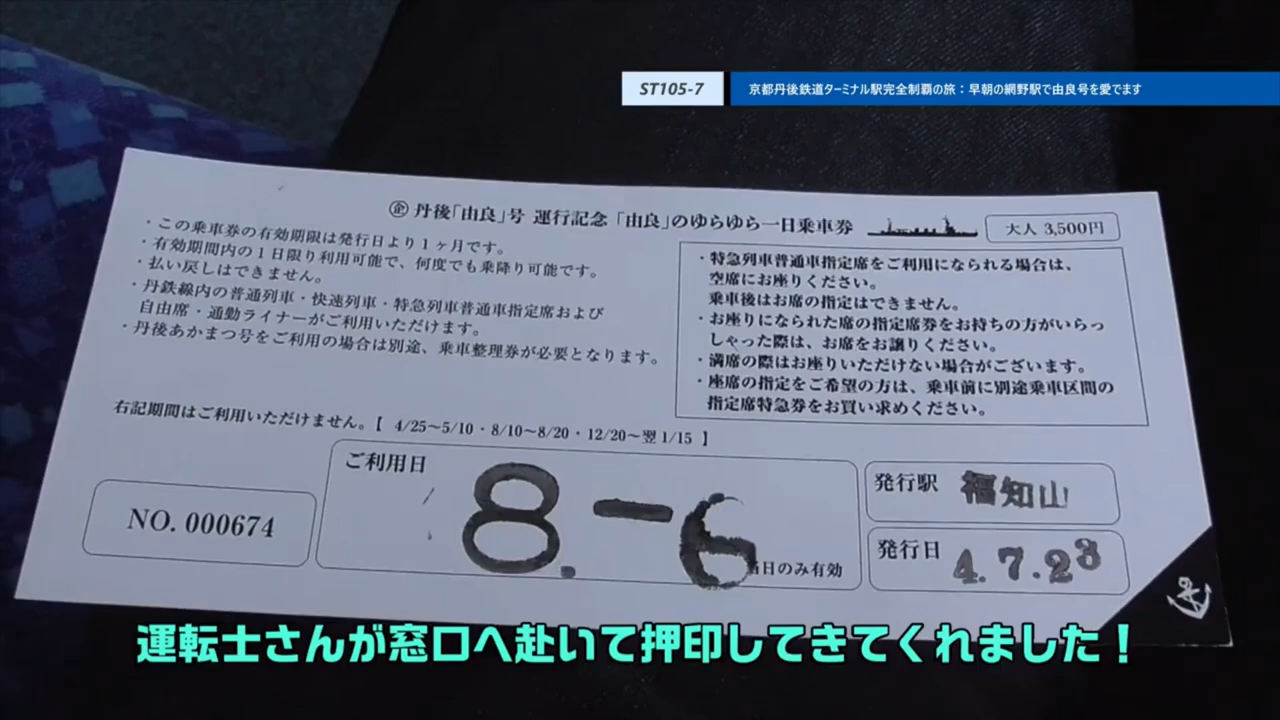 ST105-7
京都丹後鉄道ターミナル駅完全制覇の旅：早朝の網野駅で由良号を愛でます
㊭ 丹後「由良」号 運行記念 「由良」のゆらゆら一日乗車券
大人 3,500円
・この乗車券の有効期限は発行日より１ヶ月です。
・有効期間内の１日限り利用可能で、何度でも乗降り可能です。
・払い戻しはできません。
・丹鉄線内の普通列車・快速列車・特急列車普通車指定席および
自由席・通勤ライナーがご利用いただけます。
・丹後あかまつ号をご利用の場合は別途、乗車整理券が必要となります。
・特急列車普通車指定席をご利用になられる場合は、
空席にお座りください。
乗車後はお席の指定はできません。
・お座りになられた席の指定席券をお持ちの方がいらっ
しゃった際は、お席をお譲りください。
・満席の際はお座りいただけない場合がございます。
・座席の指定をご希望の方は、乗車前に別途乗車区間の
指定席特急券をお買い求めください。
右記期間はご利用いただけません。【 4/25～5/10・8/10～8/20・12/20～翌1/15 】
NO. 000674
ご利用日
8.-6
当日のみ有効
発行駅 福知山
発行日 4.7.23
運転士さんが窓口へ赴いて押印してきてくれました！